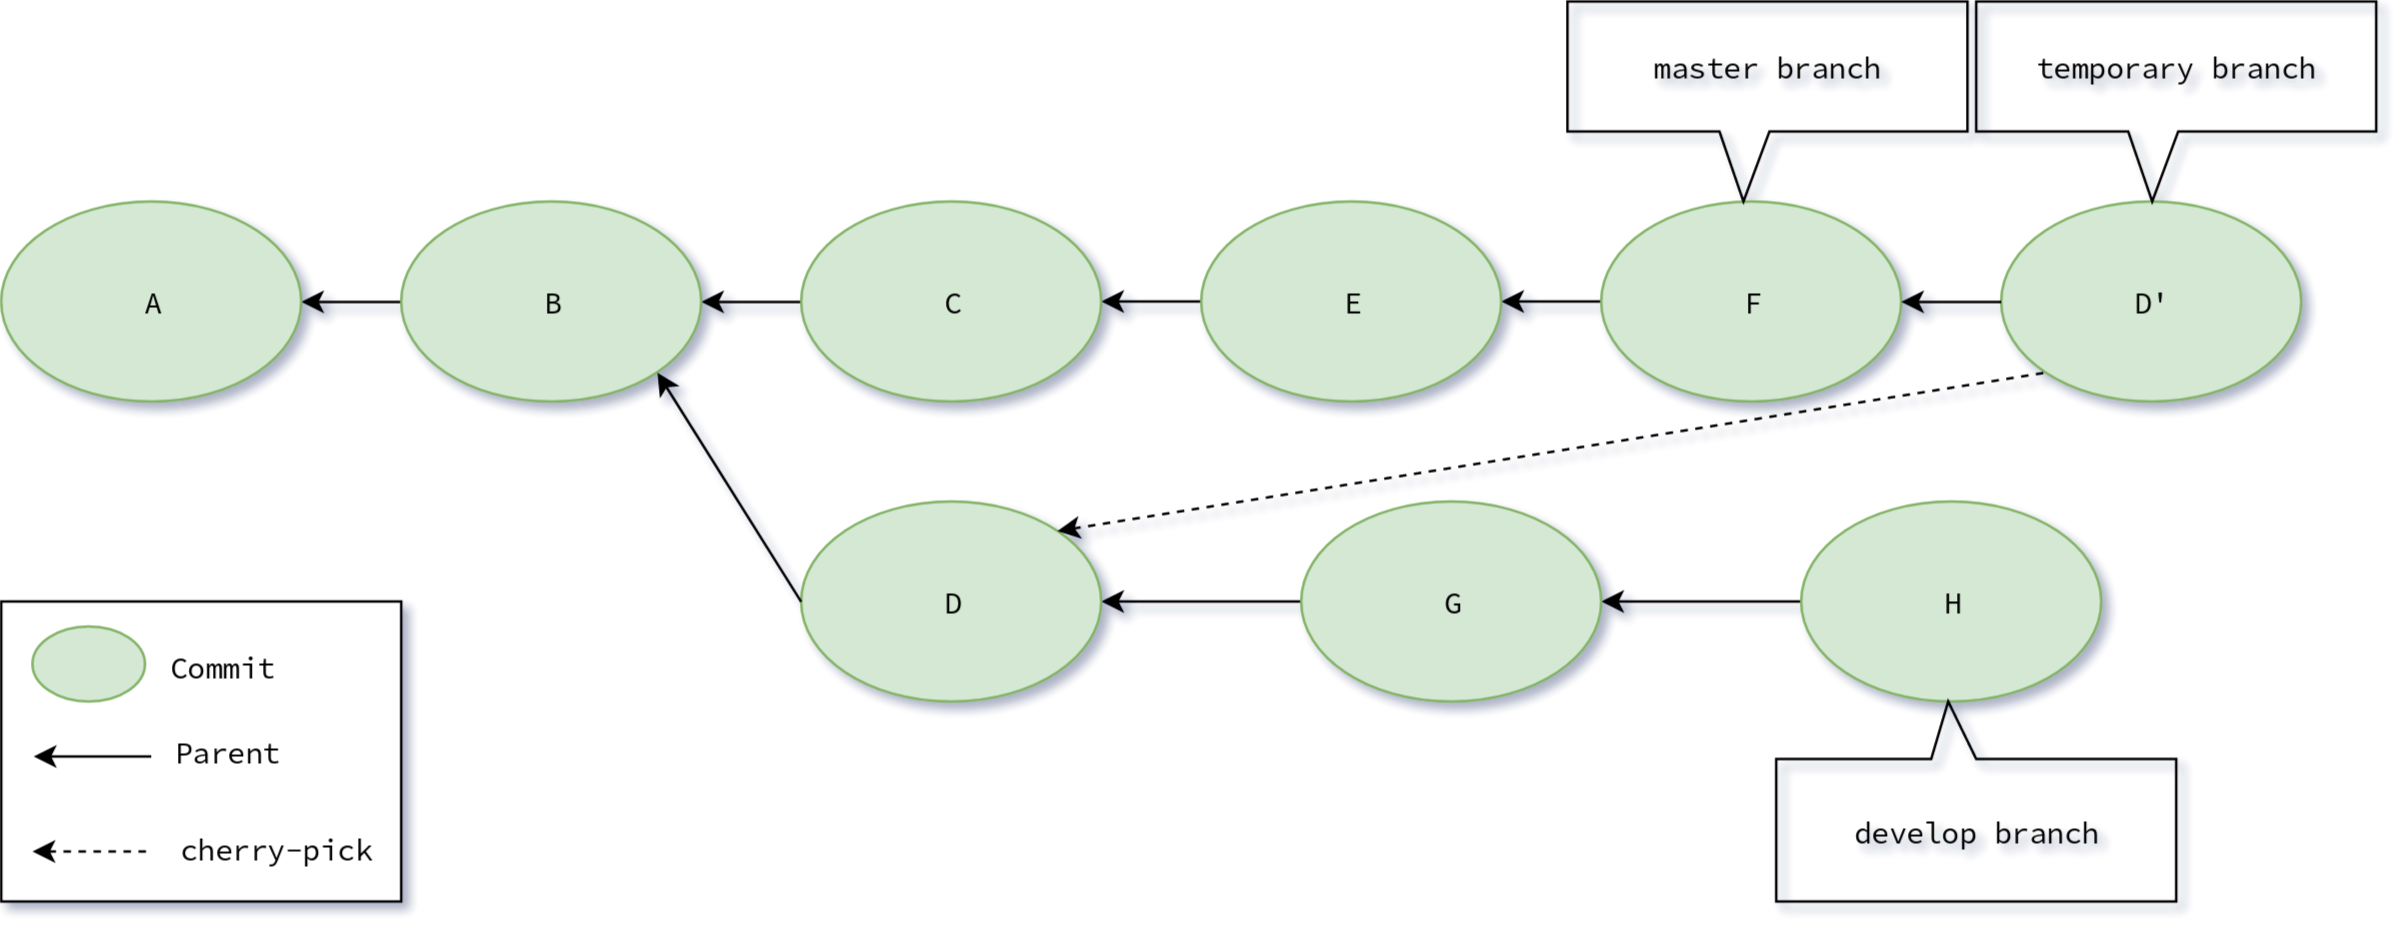 master branch
temporary branch
A
B
C
E
F
D'
D
G
H
Commit
Parent
cherry-pick
develop branch